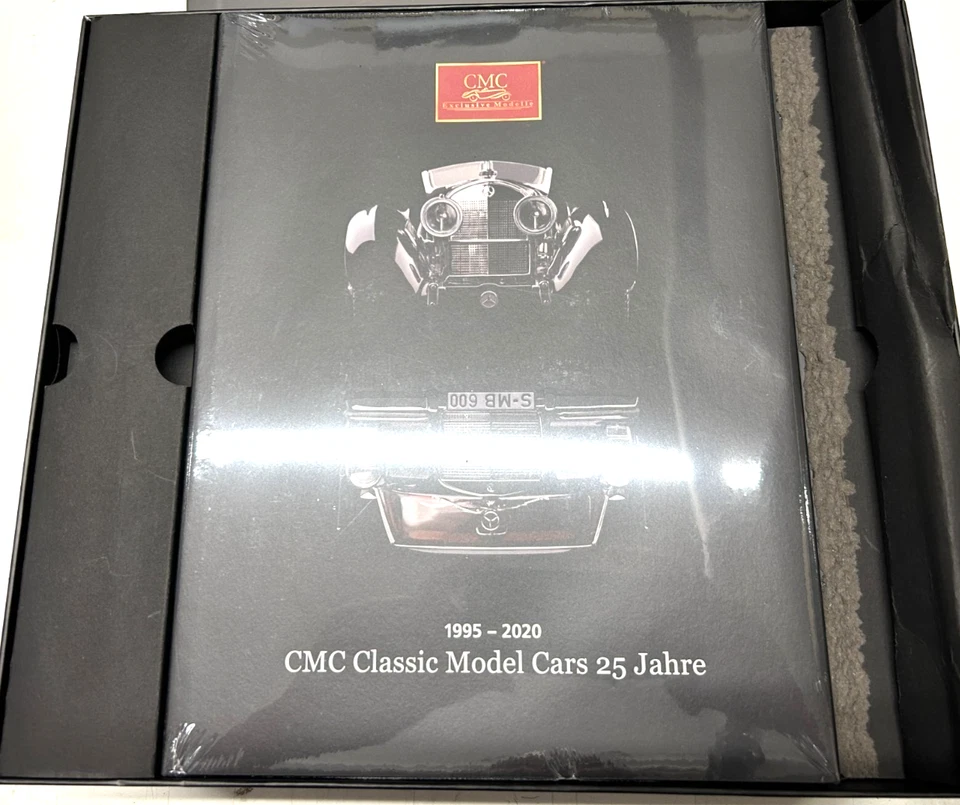 CMC
Exclusive Modelle
S-MB 600
1995 – 2020
CMC Classic Model Cars 25 Jahre